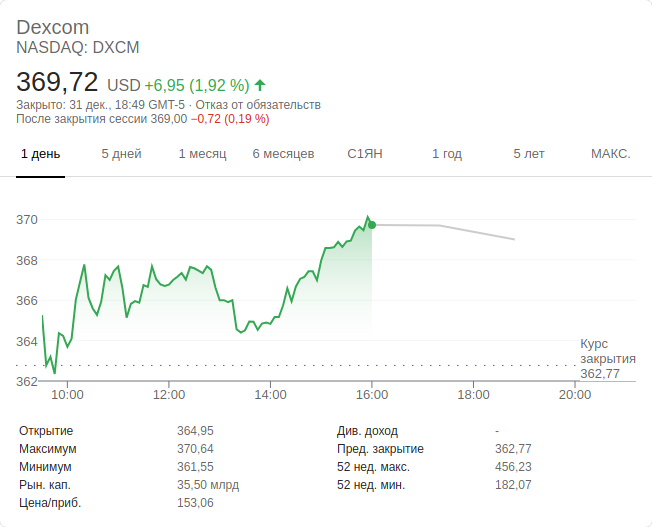 Dexcom
NASDAQ: DXCM
369,72 USD +6,95 (1,92 %)
Закрыто: 31 дек., 18:49 GMT-5 · Отказ от обязательств
После закрытия сессии 369,00 −0,72 (0,19 %)
1 день 5 дней 1 месяц 6 месяцев С1ЯН 1 год 5 лет МАКС.
370
368
366
364
362
Курс
закрытия
362,77
10:00 12:00 14:00 16:00 18:00 20:00
Открытие 364,95 Див. доход -
Максимум 370,64 Пред. закрытие 362,77
Минимум 361,55 52 нед. макс. 456,23
Рын. кап. 35,50 млрд 52 нед. мин. 182,07
Цена/приб. 153,06